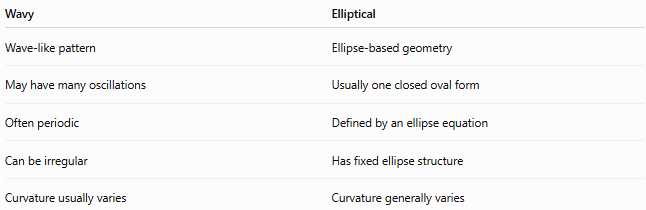 Wavy Elliptical
Wave-like pattern Ellipse-based geometry
May have many oscillations Usually one closed oval form
Often periodic Defined by an ellipse equation
Can be irregular Has fixed ellipse structure
Curvature usually varies Curvature generally varies